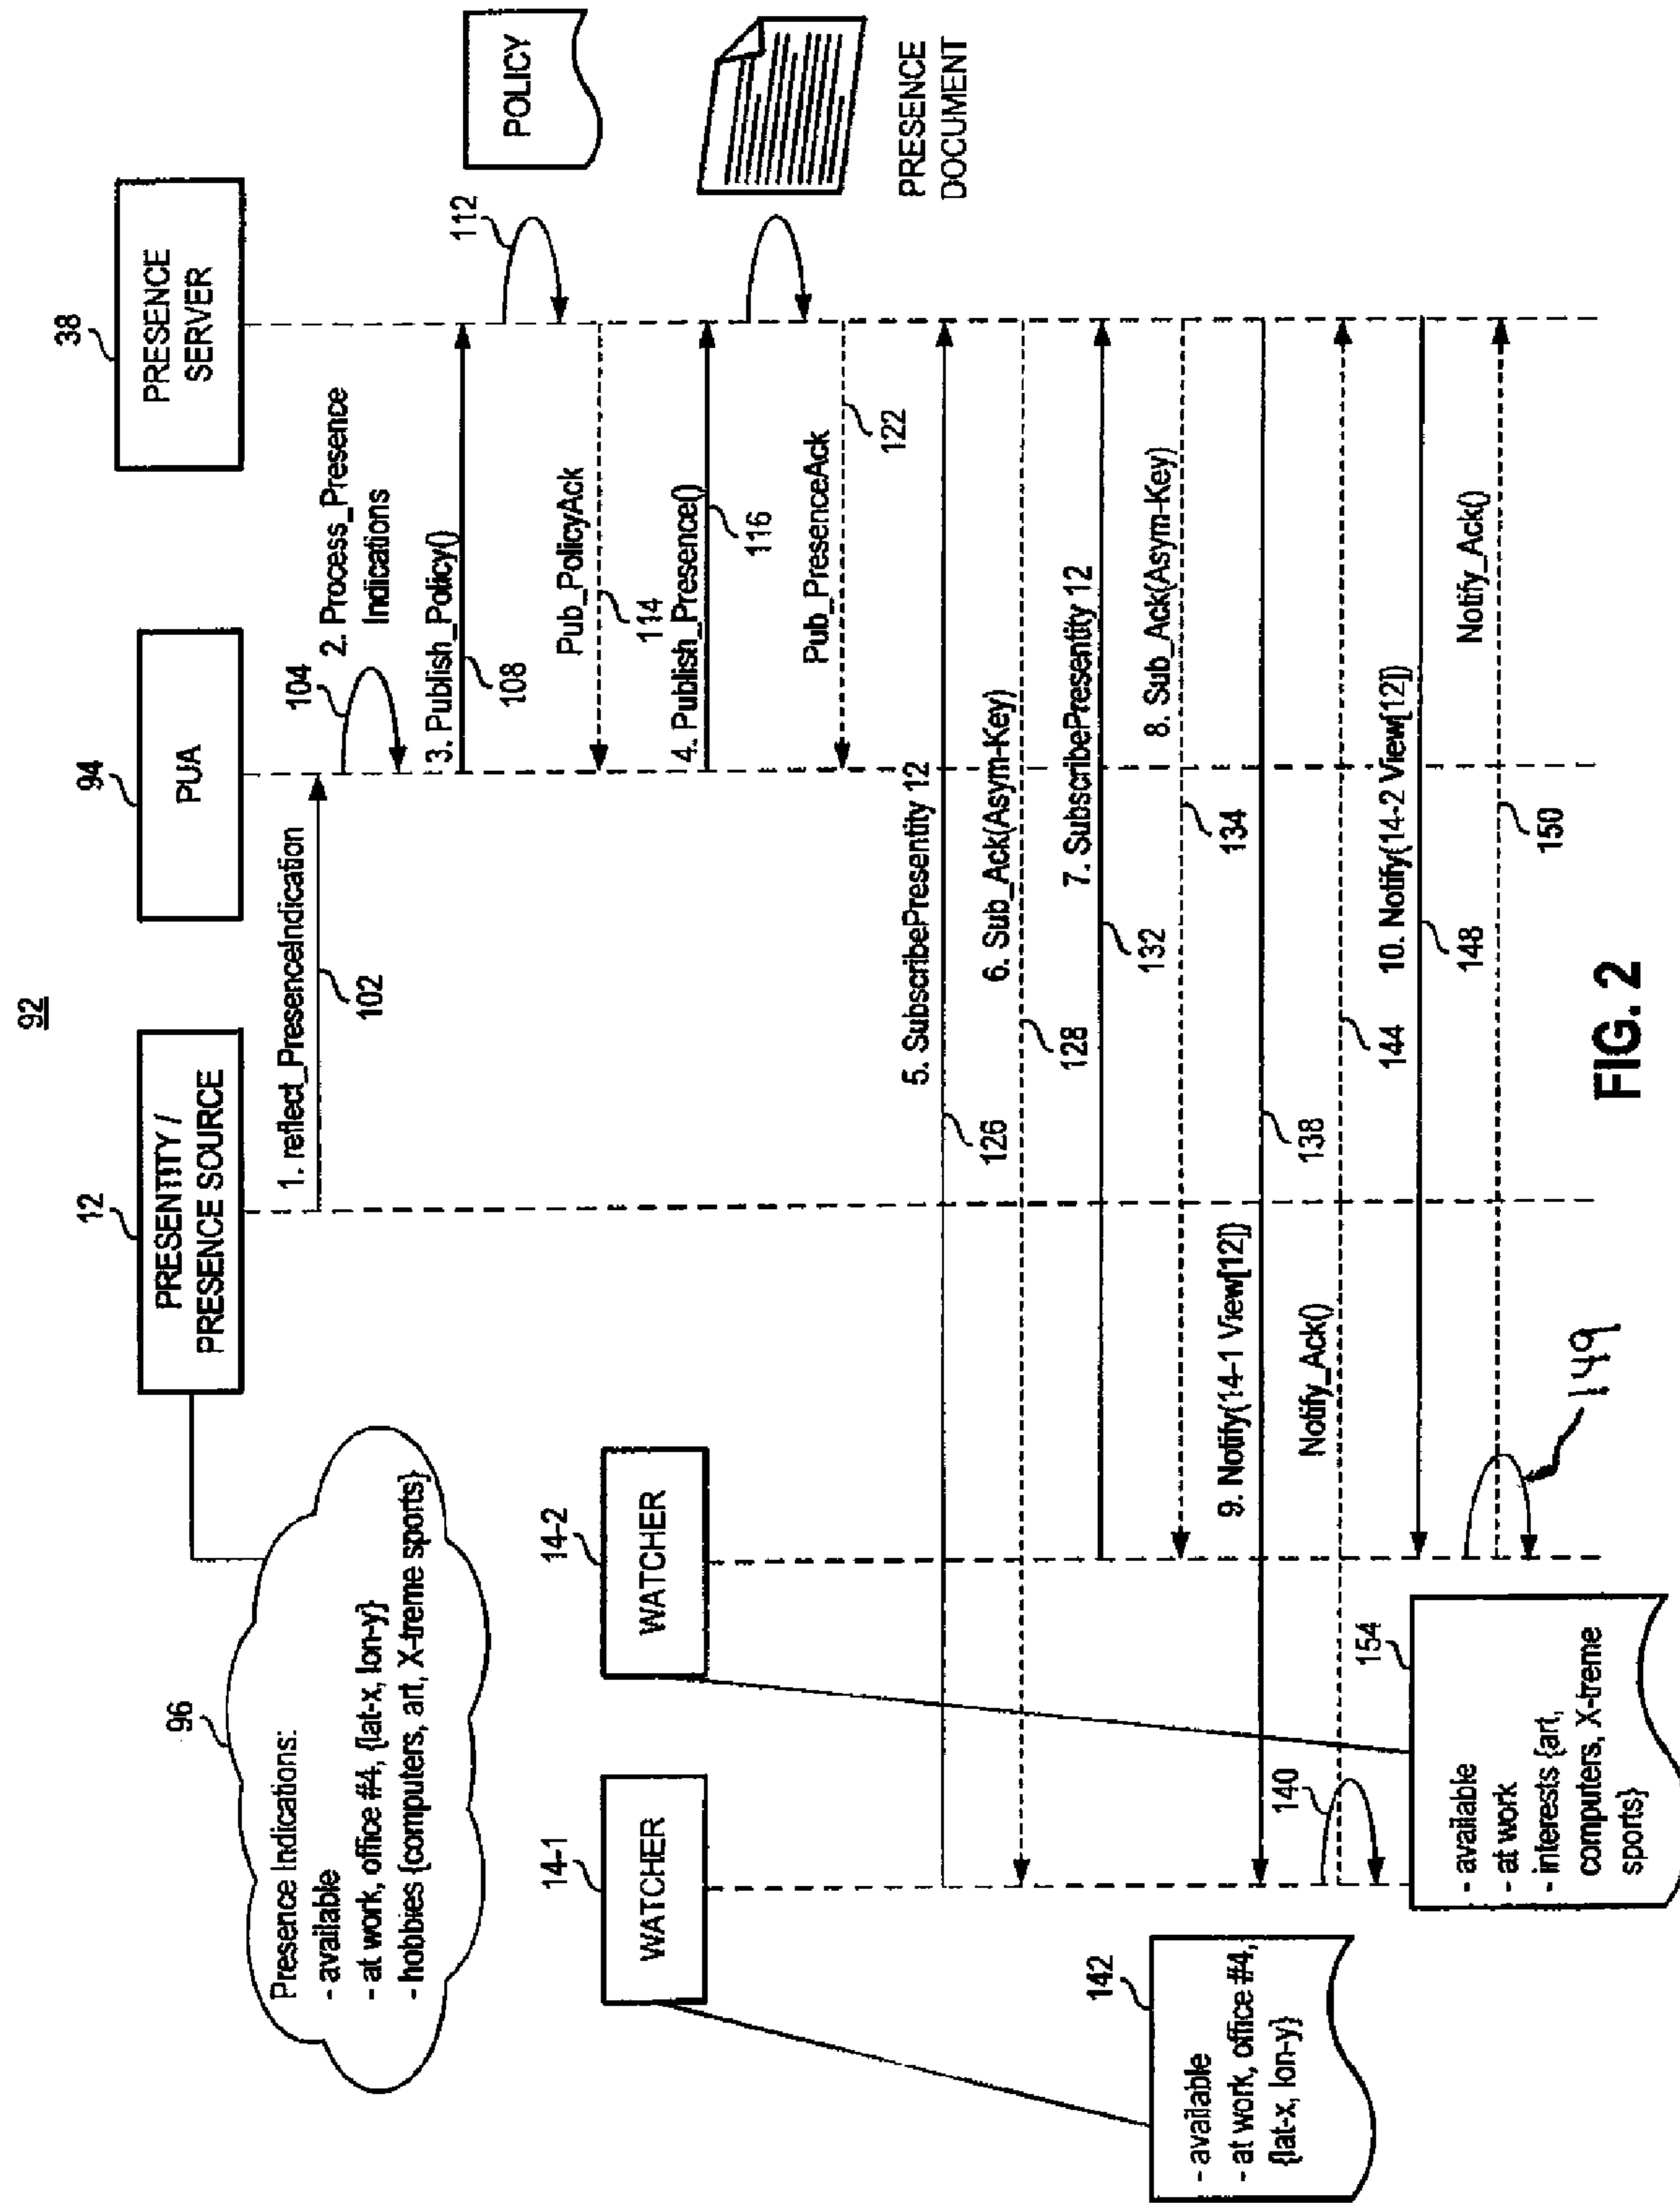 92
12
PRESENTITY /
PRESENCE SOURCE
94
PUA
38
PRESENCE
SERVER
96
Presence Indications:
- available
- at work, office #4, {lat-x, lon-y}
- hobbies {computers, art, X-treme sports}
1. reflect_PresenceIndication
102
104
2. Process_Presence
Indications
3. Publish_Policy()
108
112
POLICY
Pub_PolicyAck
114
4. Publish_Presence()
116
PRESENCE
DOCUMENT
Pub_PresenceAck
122
14-1
WATCHER
14-2
WATCHER
5. SubscribePresentity 12
126
6. Sub_Ack(Asym-Key)
128
7. SubscribePresentity 12
132
8. Sub_Ack(Asym-Key)
134
9. Notify(14-1 View[12])
138
140
Notify_Ack()
144
10. Notify(14-2 View[12])
148
149
Notify_Ack()
150
142
- available
- at work, office #4,
{lat-x, lon-y}
154
- available
- at work
- interests {art,
computers, X-treme
sports}
FIG. 2